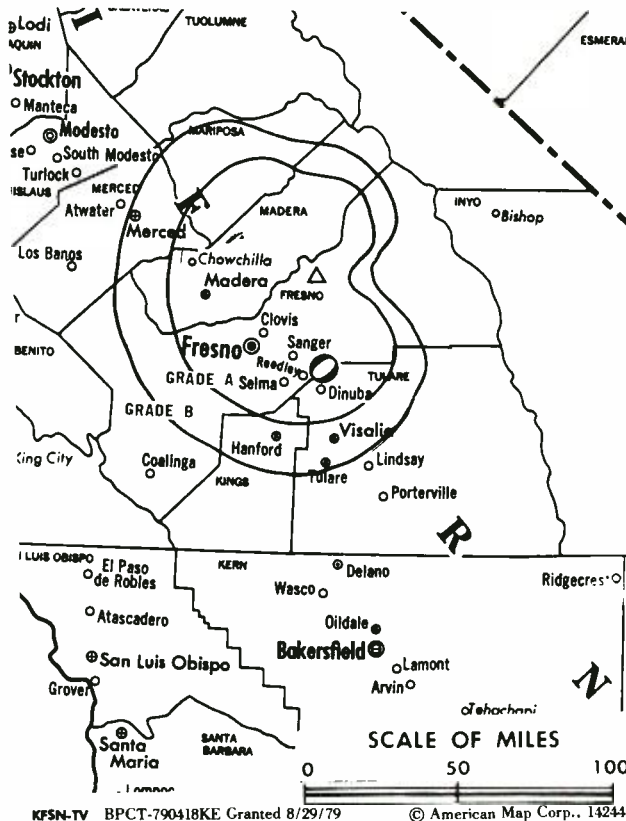 Lodi
TUOLUMNE
AQUIN
Stockton
ESMERAL
Manteca
Modesto
MARIPOSA
se
South Modesto
Turlock
ISLAUS
MERCED
MADERA
INYO
Atwater
Merced
Bishop
Los Banos
Chowchilla
Madera
FRESNO
Clovis
BENITO
Fresno
Sanger
GRADE A
Reedley
Selma
TULARE
Dinuba
GRADE B
Hanford
Visalia
King City
Coalinga
KINGS
Tulare
Lindsay
Porterville
R
LUIS OBISPO
El Paso
de Robles
KERN
Delano
Ridgecres
Wasco
Atascadero
Oildale
San Luis Obispo
Bakersfield
Lamont
Grover
Arvin
N
Tehachapi
SANTA
BARBARA
Santa
Maria
SCALE OF MILES
0 50 100
KFSN-TV BPCT-790418KE Granted 8/29/79 © American Map Corp., 14244